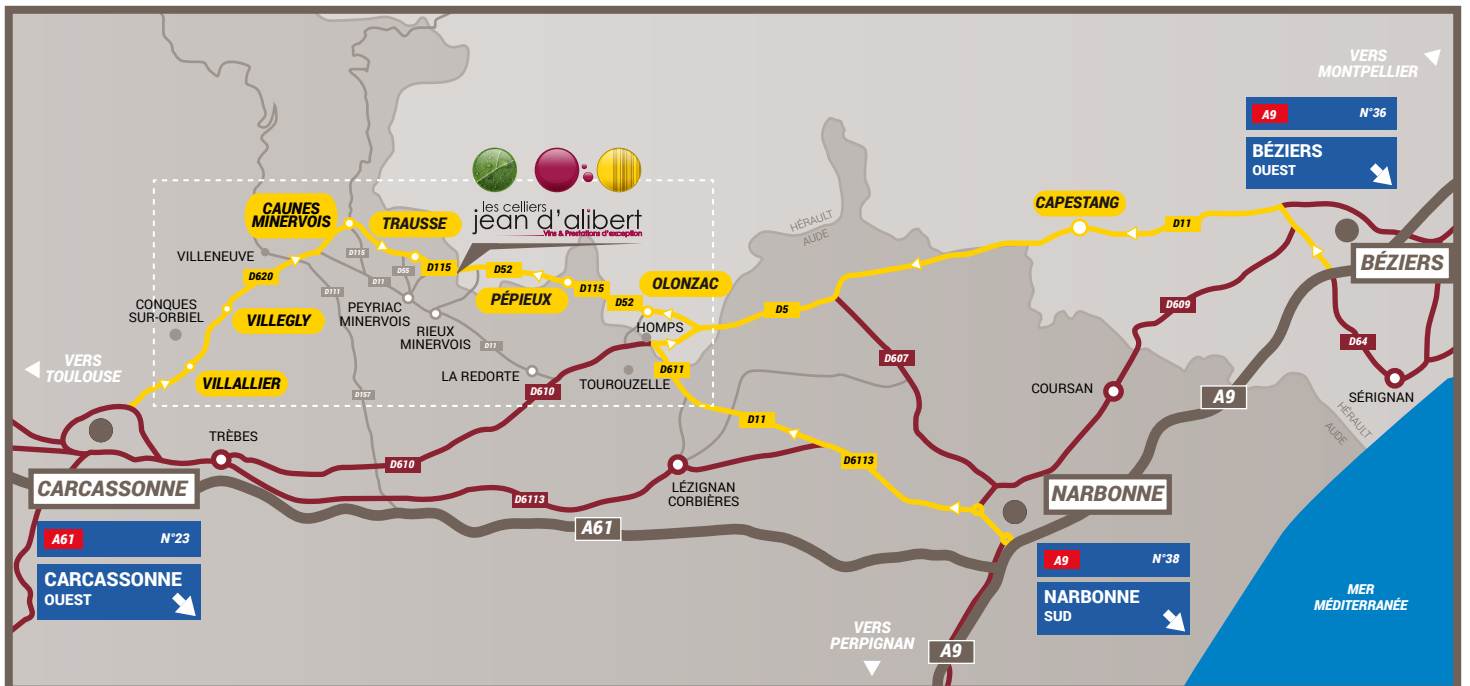 VERS
MONTPELLIER
A9
N°36
BÉZIERS
OUEST
les celliers
jean d'alibert
Vins & Prestations d'exception
CAUNES
MINERVOIS
TRAUSSE
CAPESTANG
HÉRAULT
AUDE
D11
VILLENEUVE
D115
D55
D11
D115
D52
D620
D111
PÉPIEUX
D115
D52
OLONZAC
BÉZIERS
CONQUES
SUR-ORBIEL
PEYRIAC
MINERVOIS
RIEUX
MINERVOIS
VILLEGLY
HOMPS
D5
D609
D11
D64
VERS
TOULOUSE
VILLALLIER
LA REDORTE
D611
TOUROUZELLE
D607
D157
D610
COURSAN
A9
SÉRIGNAN
HÉRAULT
AUDE
D11
TRÈBES
D610
D6113
CARCASSONNE
LÉZIGNAN
CORBIÈRES
D6113
NARBONNE
A61
A61
N°23
CARCASSONNE
OUEST
A9
N°38
NARBONNE
SUD
MER
MÉDITERRANÉE
VERS
PERPIGNAN
A9